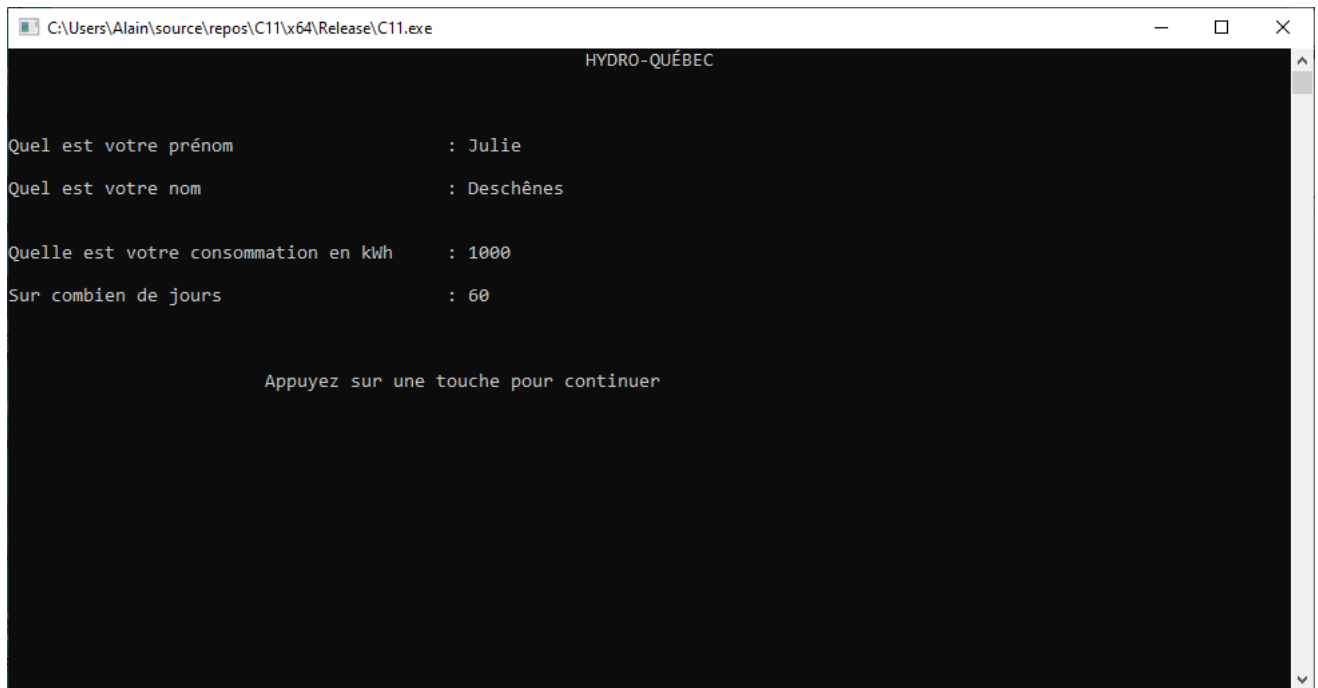 C:\Users\Alain\source\repos\C11\x64\Release\C11.exe
HYDRO-QUÉBEC
Quel est votre prénom : Julie
Quel est votre nom : Deschênes
Quelle est votre consommation en kWh : 1000
Sur combien de jours : 60
Appuyez sur une touche pour continuer